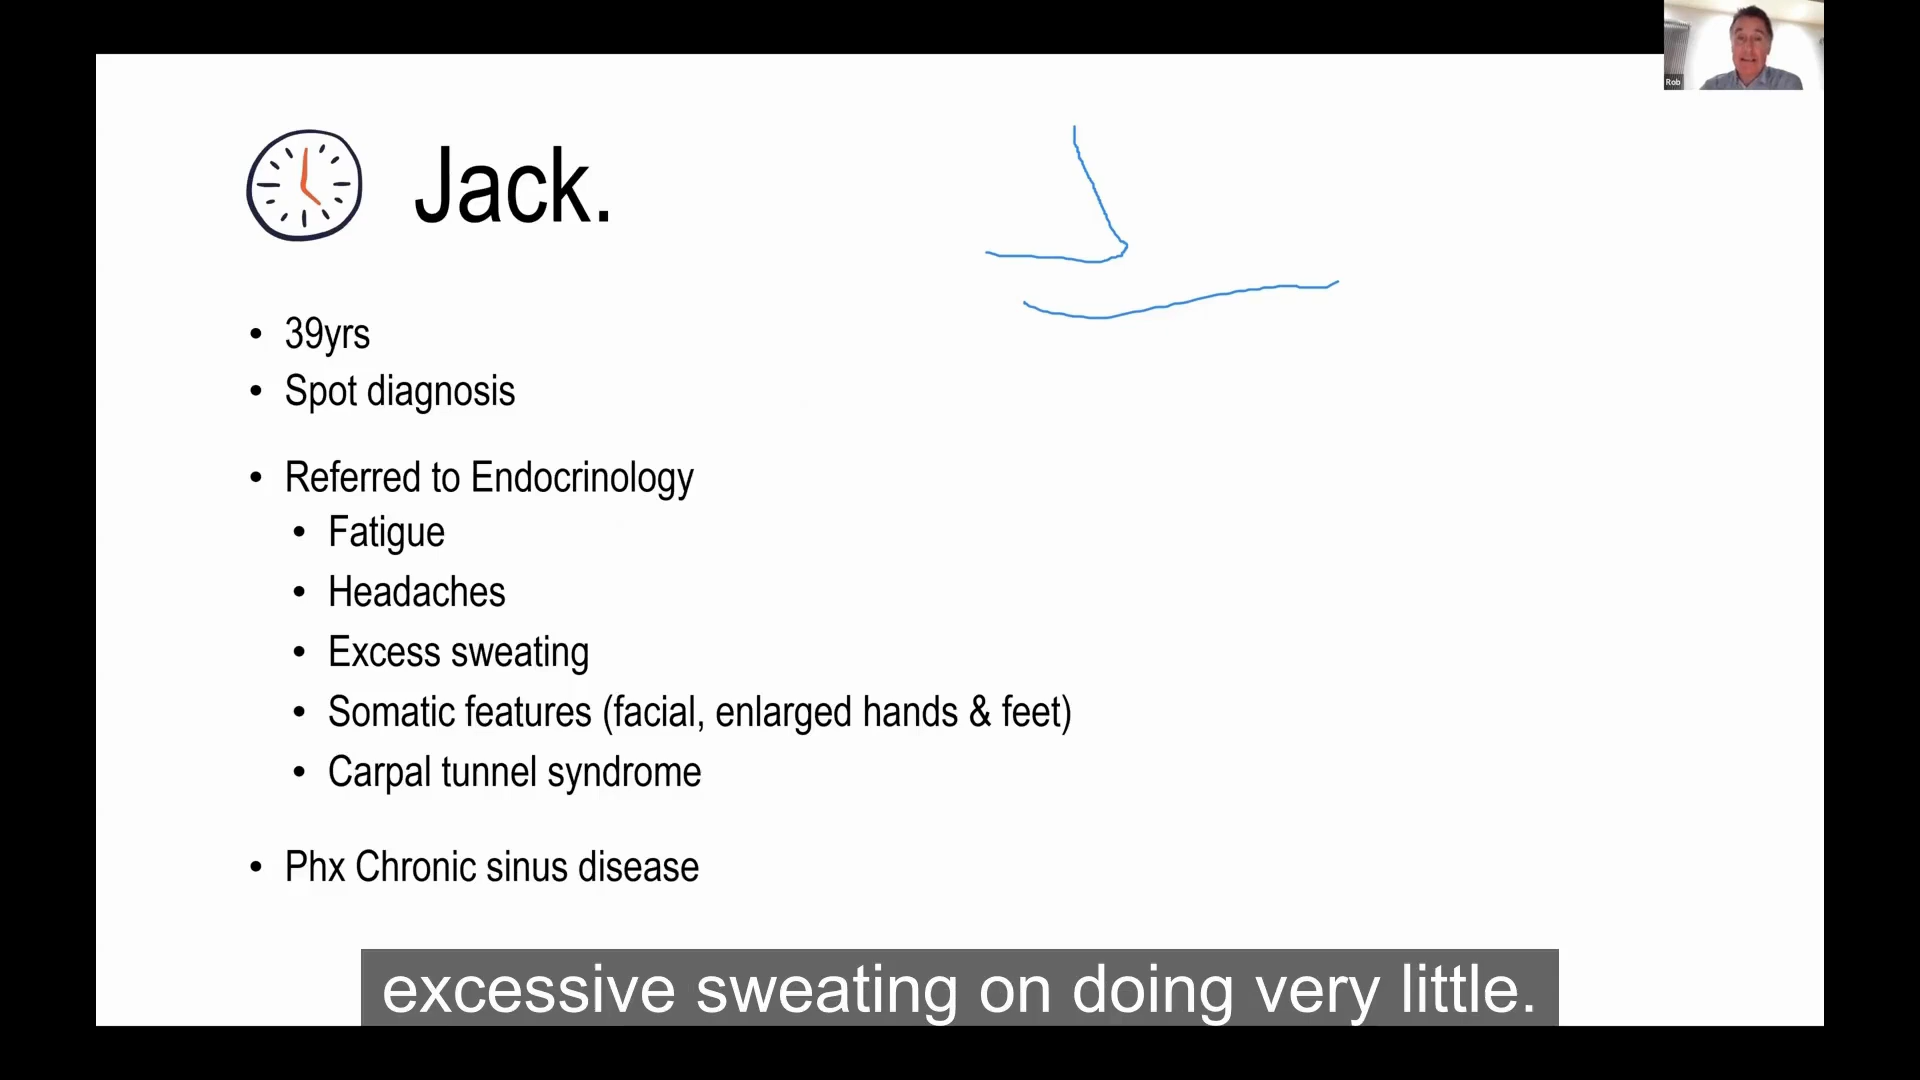 Rob
Jack.
• 39yrs
• Spot diagnosis
• Referred to Endocrinology
• Fatigue
• Headaches
• Excess sweating
• Somatic features (facial, enlarged hands & feet)
• Carpal tunnel syndrome
• Phx Chronic sinus disease
excessive sweating on doing very little.